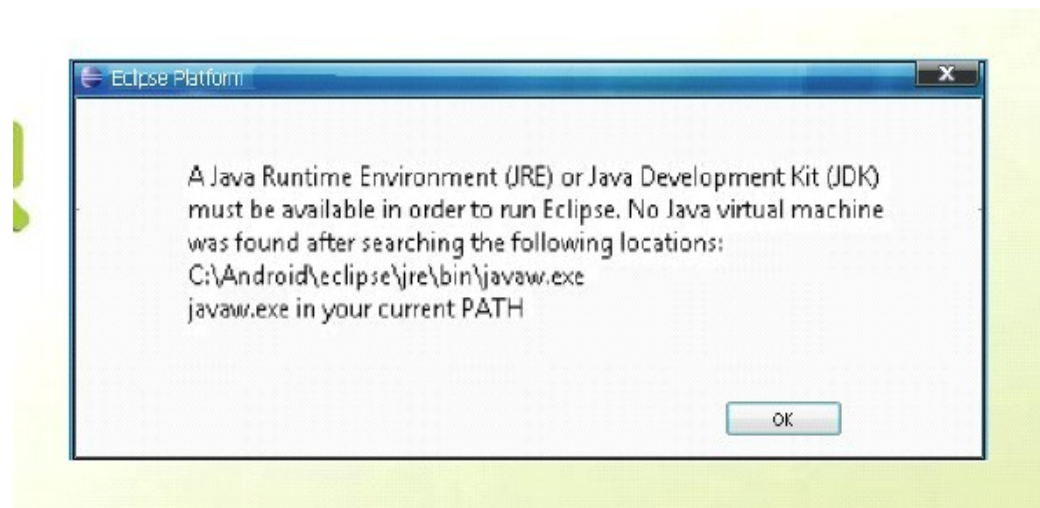 Eclipse Platform
X
A Java Runtime Environment (JRE) or Java Development Kit (JDK)
must be available in order to run Eclipse. No Java virtual machine
was found after searching the following locations:
C:\Android\eclipse\jre\bin\javaw.exe
javaw.exe in your current PATH
OK